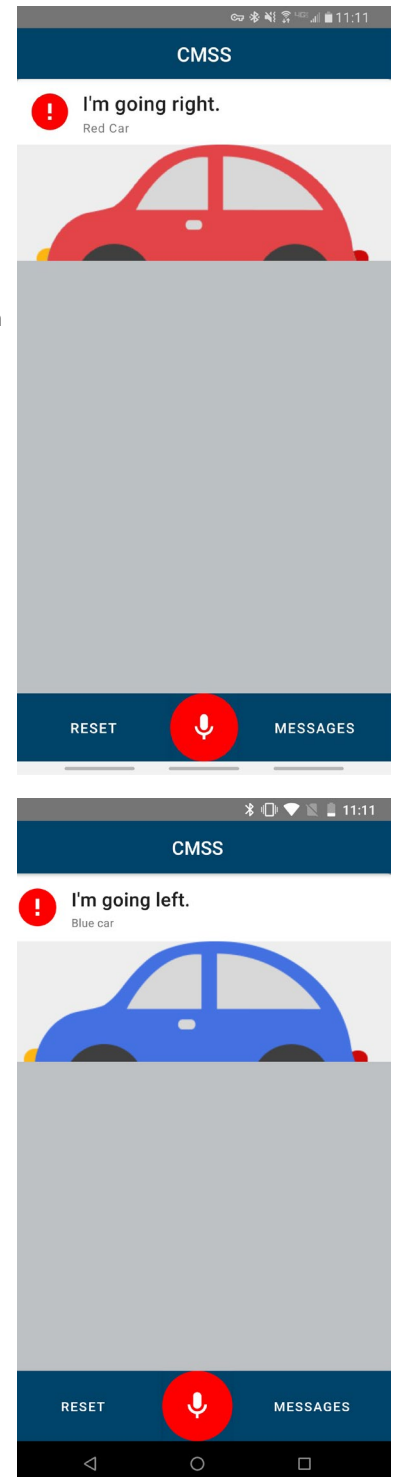 11:11
CMSS
I'm going right.
Red Car
RESET
MESSAGES
11:11
CMSS
I'm going left.
Blue car
RESET
MESSAGES